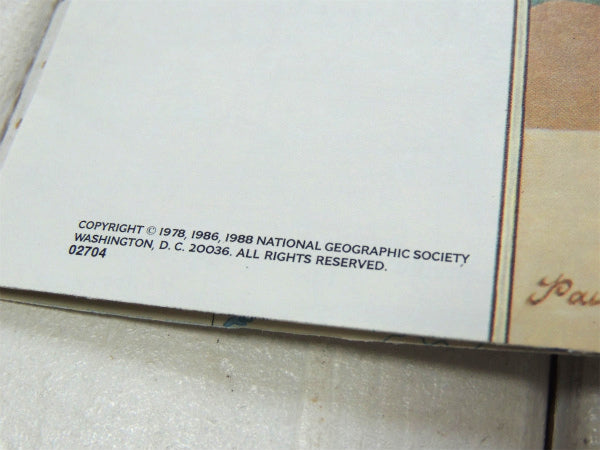 COPYRIGHT © 1978, 1986, 1988 NATIONAL GEOGRAPHIC SOCIETY
WASHINGTON, D. C. 20036. ALL RIGHTS RESERVED.
02704